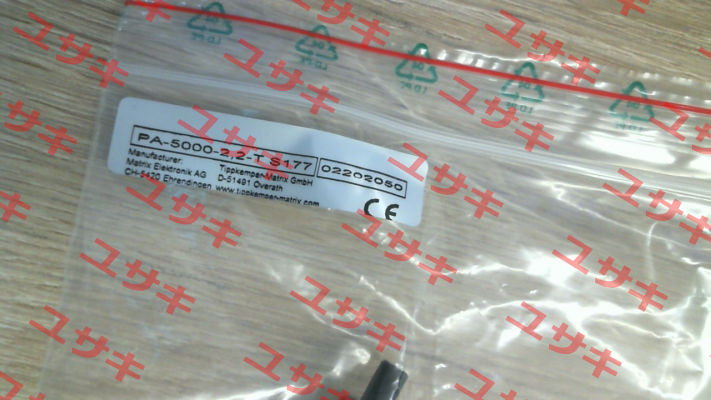 PA-5000-2,2-T S177 02202050
Manufacturer:
Matrix Elektronik AG Tippkemper-Matrix GmbH
CH-5420 Ehrendingen D-51491 Overath
www.tippkemper-matrix.com
CE
ユサキ